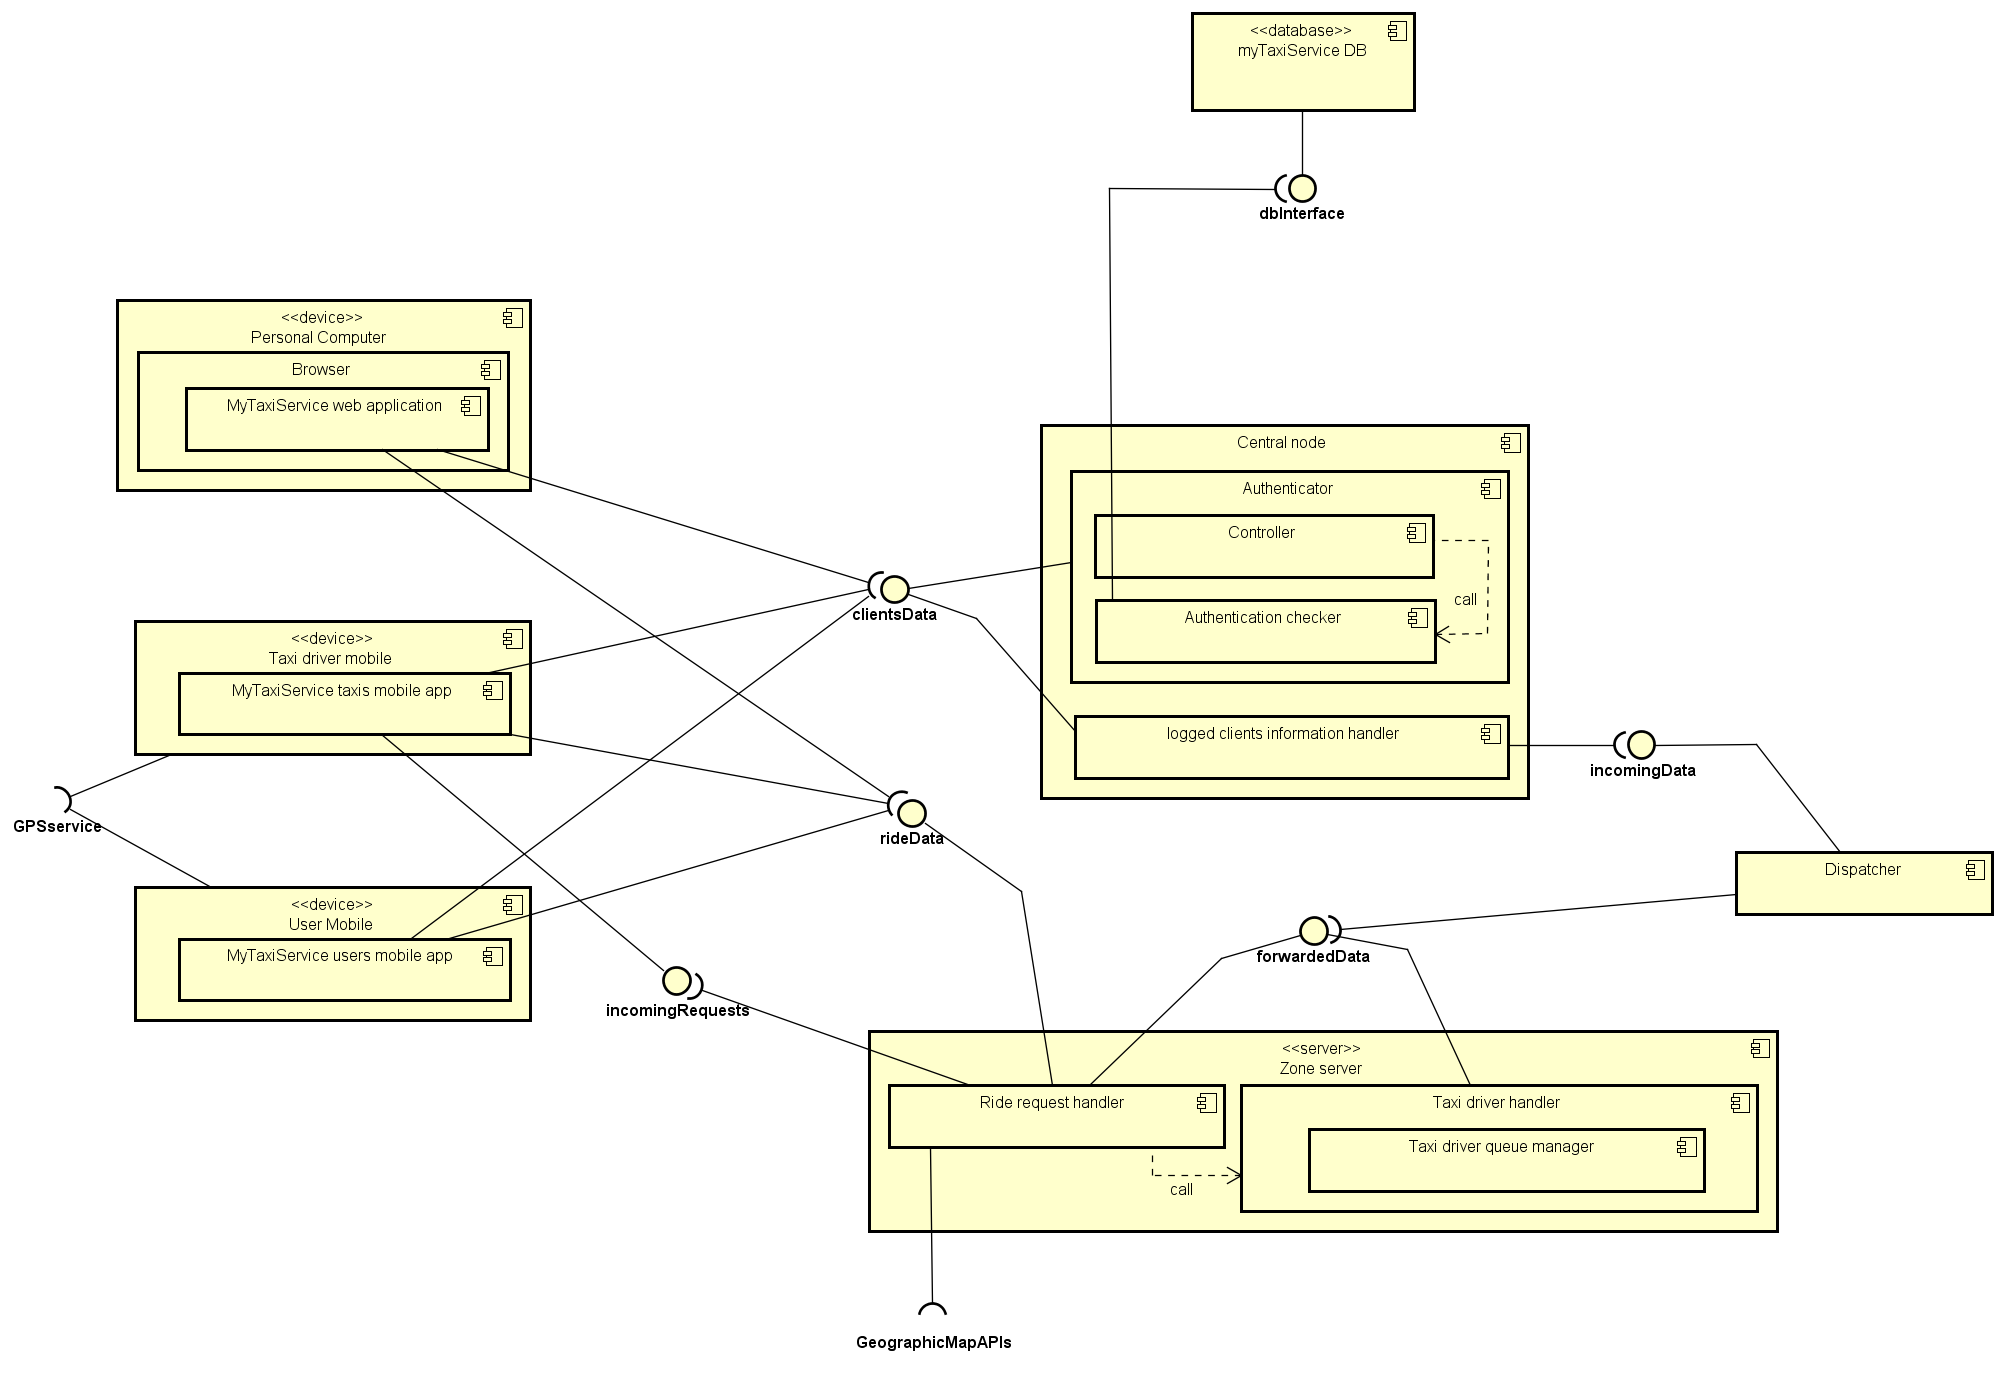 <<database>>
myTaxiService DB
dbInterface
<<device>>
Personal Computer
Browser
MyTaxiService web application
Central node
Authenticator
Controller
call
Authentication checker
clientsData
<<device>>
Taxi driver mobile
MyTaxiService taxis mobile app
logged clients information handler
incomingData
GPSservice
rideData
Dispatcher
<<device>>
User Mobile
MyTaxiService users mobile app
forwardedData
incomingRequests
<<server>>
Zone server
Ride request handler
Taxi driver handler
Taxi driver queue manager
call
GeographicMapAPIs